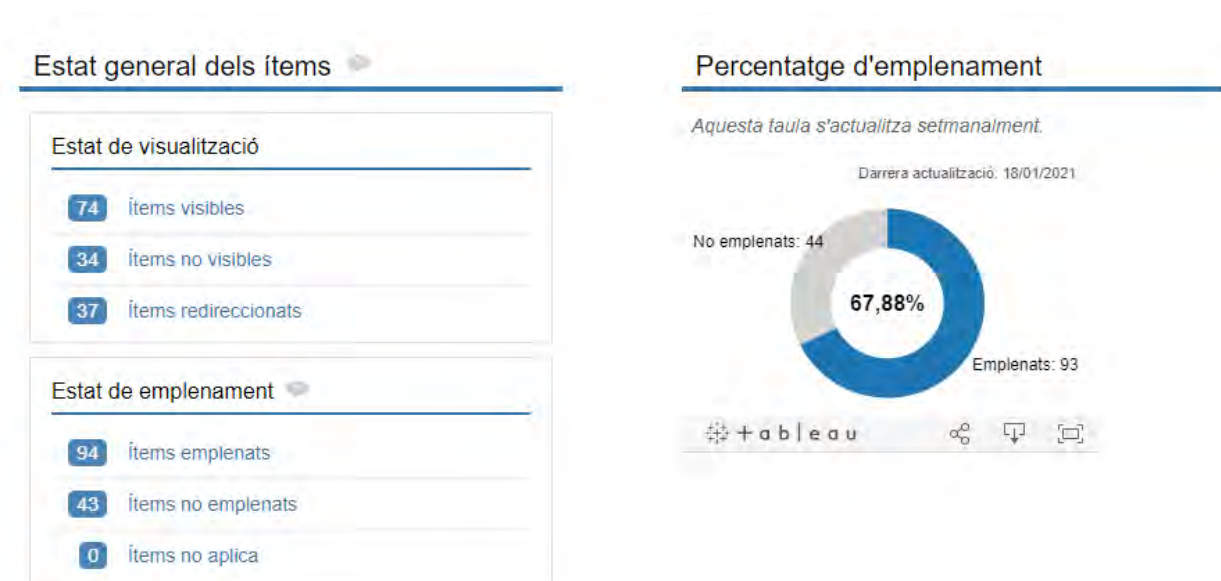 Estat general dels ítems
Estat de visualització
74 Ítems visibles
34 Ítems no visibles
37 Ítems redireccionats
Estat de emplenament
94 Ítems emplenats
43 Ítems no emplenats
0 Ítems no aplica
Percentatge d'emplenament
Aquesta taula s'actualitza setmanalment.
Darrera actualització: 18/01/2021
No emplenats: 44
67,88%
Emplenats: 93
+ableau